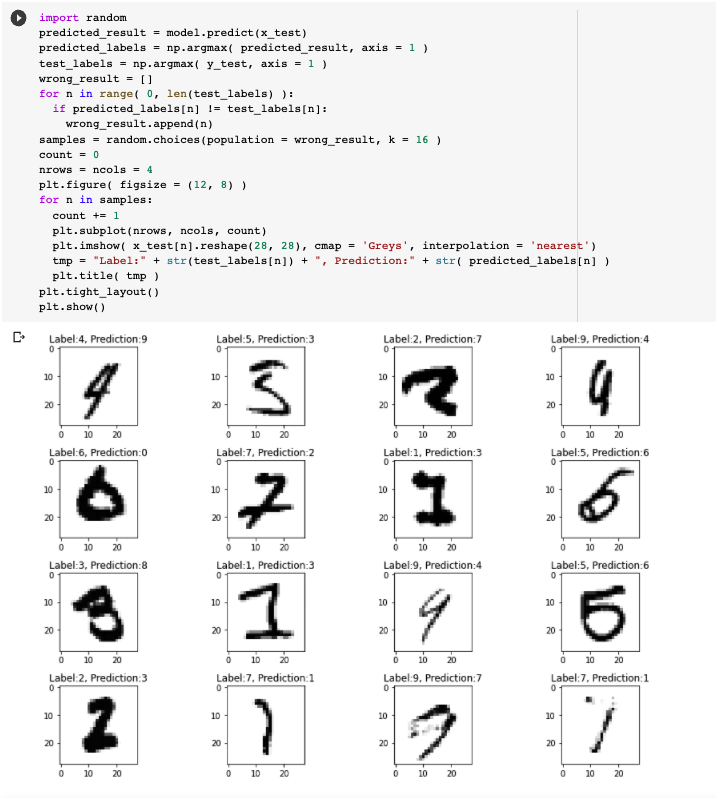 import random
predicted_result = model.predict(x_test)
predicted_labels = np.argmax( predicted_result, axis = 1 )
test_labels = np.argmax( y_test, axis = 1 )
wrong_result = []
for n in range( 0, len(test_labels) ):
  if predicted_labels[n] != test_labels[n]:
    wrong_result.append(n)
samples = random.choices(population = wrong_result, k = 16 )
count = 0
nrows = ncols = 4
plt.figure( figsize = (12, 8) )
for n in samples:
  count += 1
  plt.subplot(nrows, ncols, count)
  plt.imshow( x_test[n].reshape(28, 28), cmap = 'Greys', interpolation = 'nearest')
  tmp = "Label:" + str(test_labels[n]) + ", Prediction:" + str( predicted_labels[n] )
  plt.title( tmp )
plt.tight_layout()
plt.show()
Label:4, Prediction:9 Label:5, Prediction:3 Label:2, Prediction:7 Label:9, Prediction:4
0 0 0 0
10 10 10 10
20 20 20 20
0 10 20 0 10 20 0 10 20 0 10 20
Label:6, Prediction:0 Label:7, Prediction:2 Label:1, Prediction:3 Label:5, Prediction:6
0 0 0 0
10 10 10 10
20 20 20 20
0 10 20 0 10 20 0 10 20 0 10 20
Label:3, Prediction:8 Label:1, Prediction:3 Label:9, Prediction:4 Label:5, Prediction:6
0 0 0 0
10 10 10 10
20 20 20 20
0 10 20 0 10 20 0 10 20 0 10 20
Label:2, Prediction:3 Label:7, Prediction:1 Label:9, Prediction:7 Label:7, Prediction:1
0 0 0 0
10 10 10 10
20 20 20 20
0 10 20 0 10 20 0 10 20 0 10 20